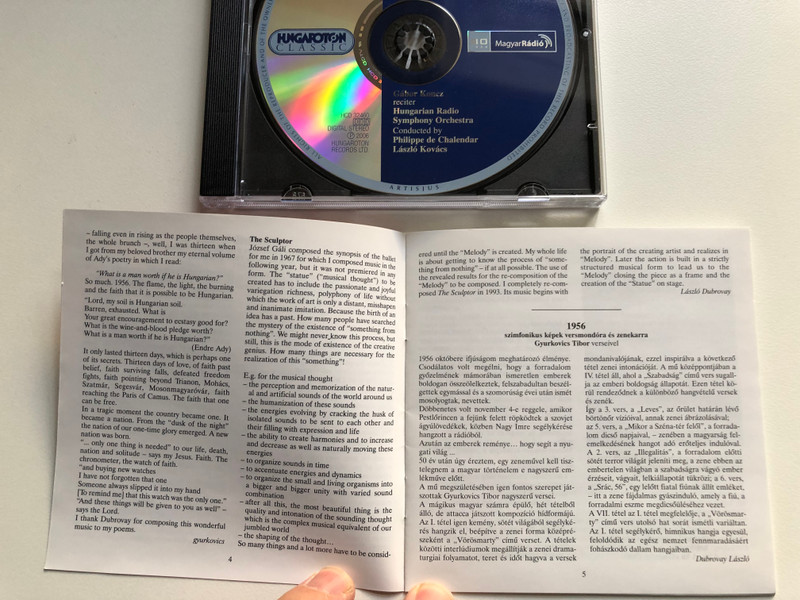 ALL RIGHTS OF THE REPRODUCER AND OF THE OWN
BROADCASTING
OF THE RECORD PROHIBITED
HUNGAROTON
CLASSIC
MagyarRádió
Gábor Koncz
reciter
Hungarian Radio
Symphony Orchestra
Conducted by
Philippe de Chalendar
László Kovács
DIGITAL STEREO
℗ 2006
HUNGAROTON
RECORDS LTD.
ARTISJUS
– falling even in rising as the people themselves,
the whole branch –, well, I was thirteen when
I got from my beloved brother my eternal volume
of Ady's poetry in which I read:
"What is a man worth if he is Hungarian?"
So much. 1956. The flame, the light, the burning
and the faith that it is possible to be Hungarian.
"Lord, my soil is Hungarian soil.
Barren, exhausted. What is
Your great encouragement to ecstasy good for?
What is the wine-and-blood pledge worth?
What is a man worth if he is Hungarian?"
(Endre Ady)
It only lasted thirteen days, which is perhaps one
of its secrets. Thirteen days of love, of faith past
belief, faith surviving falls, defeated freedom
fights, faith pointing beyond Trianon, Mohács,
Szatmár, Segesvár, Mosonmagyaróvár, faith
reaching the Paris of Camus. The faith that one
can be free.
In a tragic moment the country became one. It
became a nation. From the "dusk of the night"
the nation of our one-time glory emerged. A new
nation was born.
"... only one thing is needed" to our life, death,
nation and solitude – says my Jesus. Faith. The
chronometer, the watch of faith.
"and buying new watches
I have not forgotten that one
Someone always slipped it into my hand
[To remind me] that this watch was the only one."
"And these things will be given to you as well" –
says the Lord.
I thank Dubrovay for composing this wonderful
music to my poems.
gyurkovics
4
The Sculptor
József Gáli composed the synopsis of the ballet
for me in 1967 for which I composed music in the
following year, but it was not premiered in any
form. The "statue" ("musical thought") to be
created has to include the passionate and joyful
variegation richness, polyphony of life without
which the work of art is only a distant, misshapen
and inanimate imitation. Because the birth of an
idea has a past. How many people have searched
the mystery of the existence of "something from
nothing". We might never know this process, but
still, this is the mode of existence of the creative
genius. How many things are necessary for the
realization of this "something"!
E.g. for the musical thought
– the perception and memorization of the natur-
al and artificial sounds of the world around us
– the humanization of these sounds
– the energies evolving by cracking the husk of
isolated sounds to be sent to each other and
their filling with expression and life
– the ability to create harmonies and to increase
and decrease as well as naturally moving these
energies
– to organize sounds in time
– to accentuate energies and dynamics
– to organize the small and living organisms into
a bigger and bigger unity with varied sound
combination
– after all this, the most beautiful thing is the
quality and intonation of the sounding thought
which is the complex musical equivalent of our
jumbled world
– the shaping of the thought…
So many things and a lot more have to be consid-
ered until the "Melody" is created. My whole life
is about getting to know the process of "some-
thing from nothing" – if at all possible. The use of
the revealed results for the re-composition of the
"Melody" to be composed. I completely re-com-
posed The Sculptor in 1993. Its music begins with
the portrait of the creating artist and realizes in
"Melody". Later the action is built in a strictly
structured musical form to lead us to the
"Melody" closing the piece as a frame and the
creation of the "Statue" on stage.
László Dubrovay
1956
szimfonikus képek versmondóra és zenekarra
Gyurkovics Tibor verseivel
1956 októbere ifjúságom meghatározó élménye.
Csodálatos volt megélni, hogy a forradalom
győzelmének mámorában ismeretlen emberek
boldogan összeölelkeztek, felszabadultan beszél-
gettek egymással és a szomorúság évei után ismét
mosolyogtak, nevettek.
Döbbenetes volt november 4-e reggele, amikor
Pestlőrincen a fejünk felett röpködtek a szovjet
ágyúlövedékek, közben Nagy Imre segélykérése
hangzott a rádióból.
Azután az emberek reménye… hogy segít a nyu-
gati világ ...
50 év után úgy éreztem, egy zeneművel kell tisz-
telegnem a magyar történelem e nagyszerű em-
lékműve előtt.
A mű megszületésében igen fontos szerepet ját-
szottak Gyurkovics Tibor nagyszerű versei.
A mágikus magyar számra épülő, hét tételből
álló, de attacca játszott kompozíció hídformájú.
Az I. tétel igen kemény, sötét világából segélyké-
rés hangzik el, beépítve a zenei forma középré-
szeként a „Vörösmarty" című verset. A tételek
közötti interlúdiumok megállítják a zenei drama-
turgiai folyamatot, teret és időt hagyva a versek
mondanivalójának, ezzel inspirálva a következő
tétel zenei intonációját. A mű középpontjában a
IV. tétel áll, ahol a „Szabadság" című vers sugall-
ja az emberi boldogság állapotát. Ezen tétel kö-
rül rendeződnek a különböző hangvételű versek
és zenék.
Így a 3. vers, a „Leves", az őrület határán lévő
börtönőr vízióival, annak zenei ábrázolásával;
az 5. vers, a „Mikor a Széna-tér felől", a forrada-
lom dicső napjaival, – zenében a magyarság fel-
emelkedésének hangot adó erőteljes indulóval.
A 2. vers, az „Illegalitás", a forradalom előtti
sötét terror világát jeleníti meg, a zene ebben az
embertelen világban a szabadságra vágyó ember
érzéseit, vágyait, lelkiállapotát tükrözi; a 6. vers,
a „Srác, 56", egy lelőtt fiatal fiúnak állít emléket,
– itt a zene fájdalmas gyászinduló, amely a fiú, a
forradalmi eszme megdicsőüléséhez vezet.
A VII. tétel az I. tétel megfelelője, a „Vörösmar-
ty" című vers utolsó hat sorát ismétli variáltan.
Az I. tétel segélykérő, himnikus hangja egyesül,
feloldódik az egész nemzet fennmaradásáért
fohászkodó dallam hangjaiban.
Dubrovay László
5